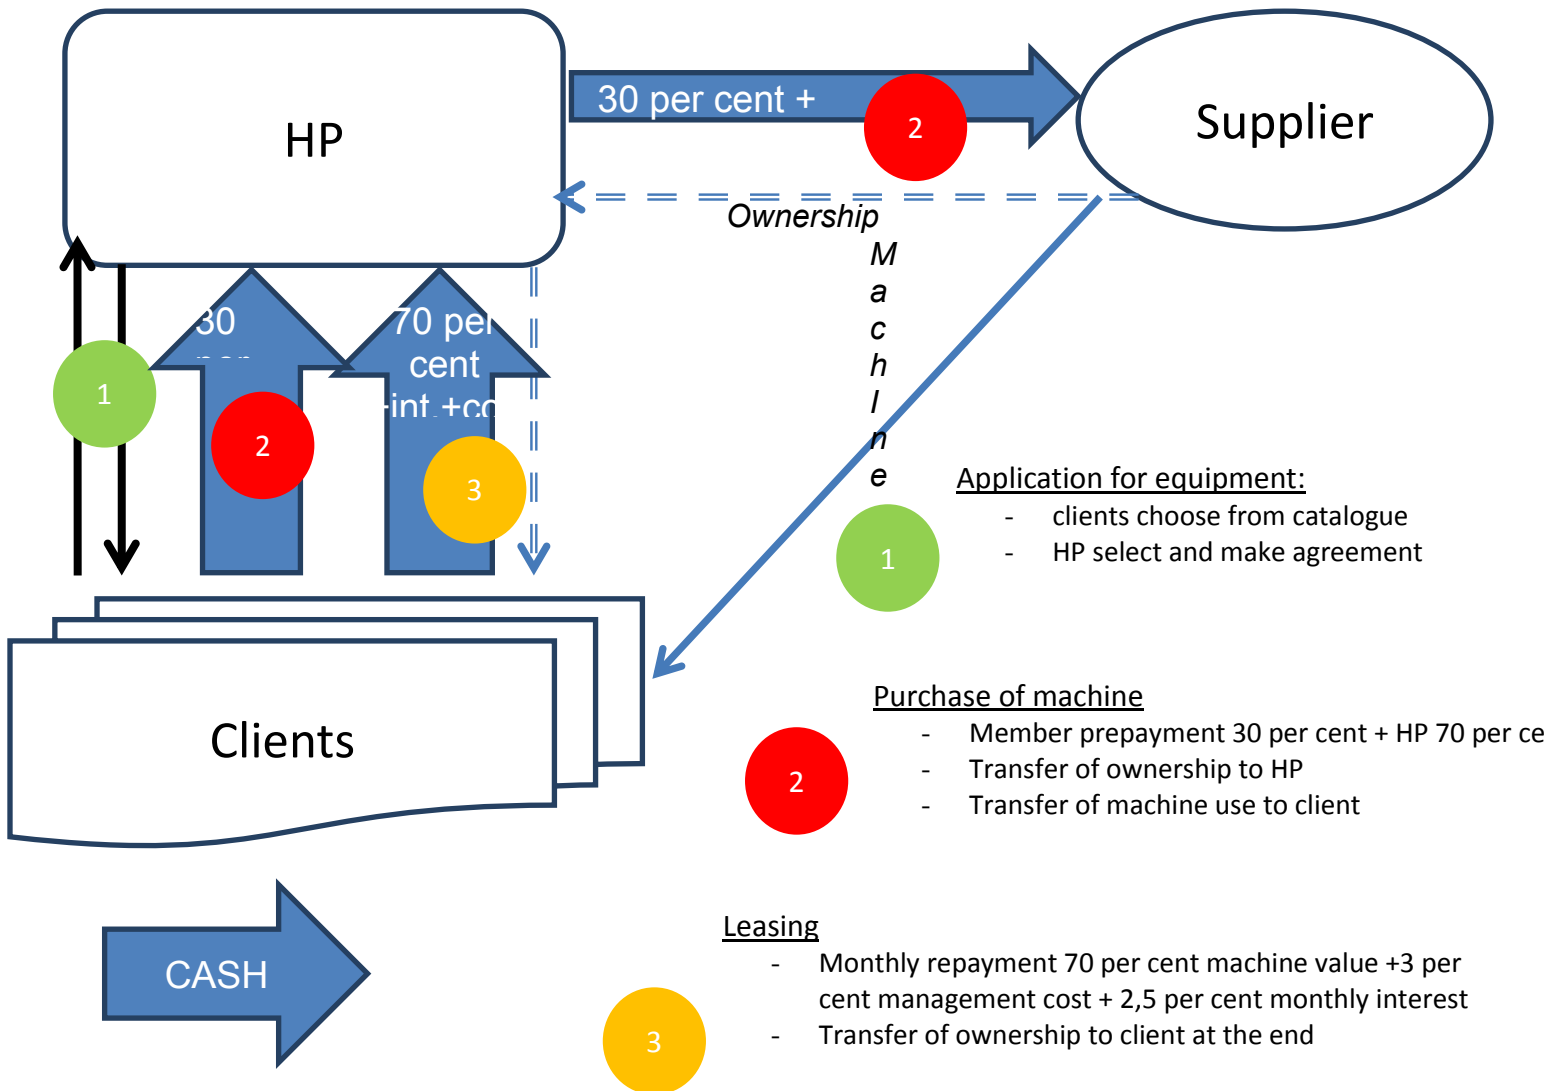 HP
30 per cent +
2
Supplier
Ownership
M
a
c
h
I
n
e
30
70 per
cent
+int.+co
1
2
3
Application for equipment:
- clients choose from catalogue
- HP select and make agreement
1
Clients
Purchase of machine
- Member prepayment 30 per cent + HP 70 per ce
- Transfer of ownership to HP
- Transfer of machine use to client
2
CASH
Leasing
- Monthly repayment 70 per cent machine value +3 per
cent management cost + 2,5 per cent monthly interest
- Transfer of ownership to client at the end
3